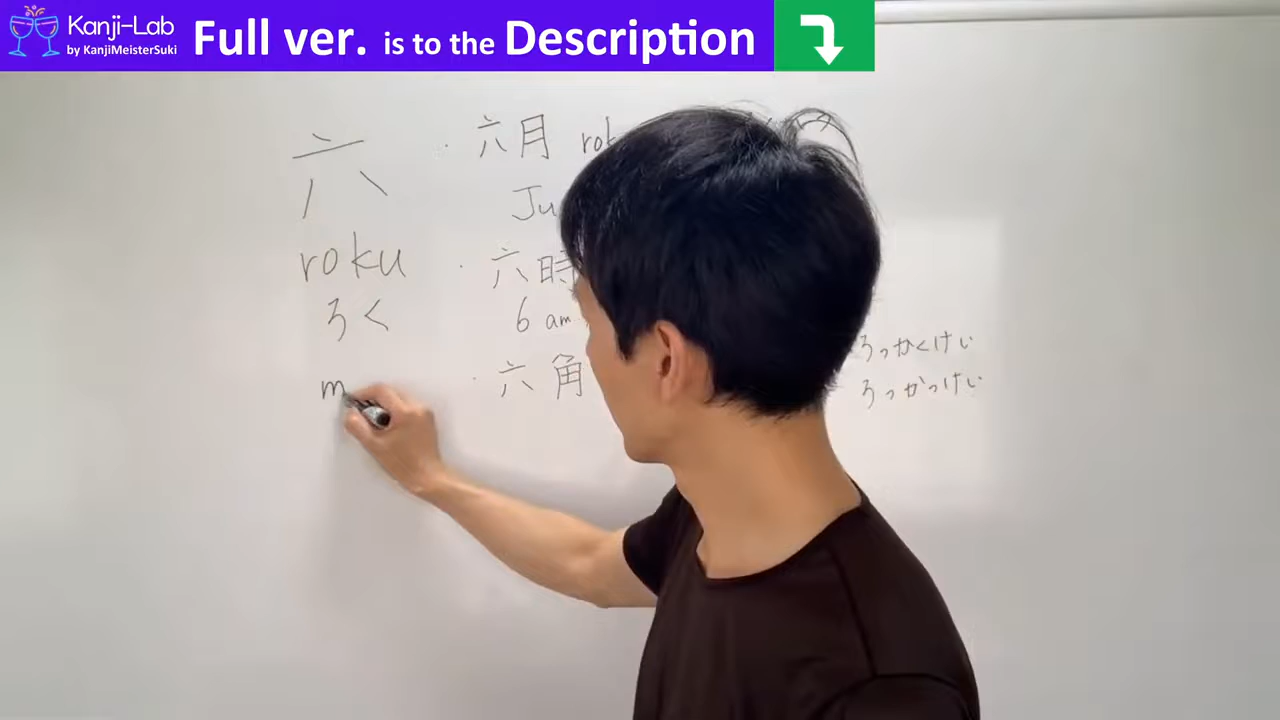 Kanji-Lab
by KanjiMeisterSuki
Full ver. is to the Description
六
roku
ろく
m
・六月 rok
Ju
・六時
6 am
・六角
ろっかくけい
ろっかっけい